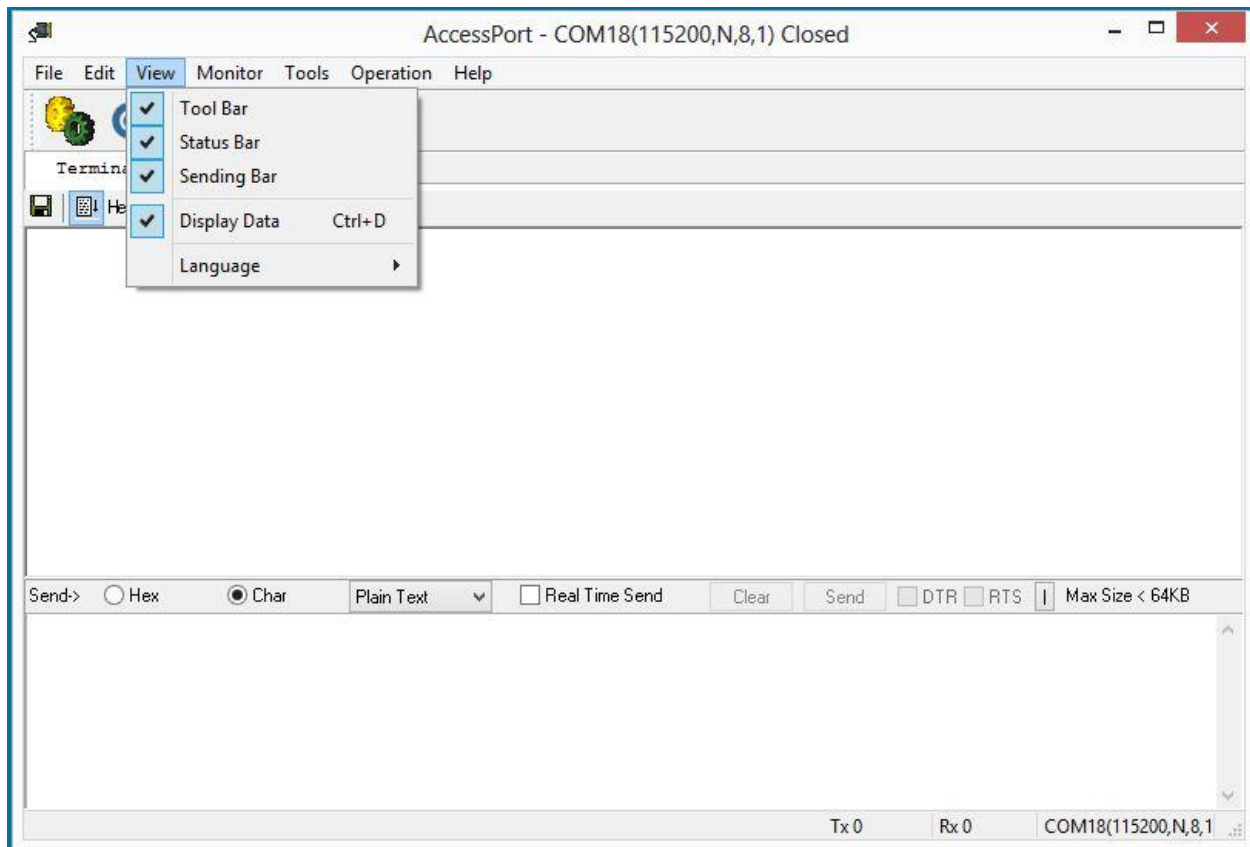 AccessPort - COM18(115200,N,8,1) Closed
File Edit View Monitor Tools Operation Help
Tool Bar
Status Bar
Sending Bar
Display Data Ctrl+D
Language
Send-> Hex Char Plain Text Real Time Send Clear Send DTR RTS Max Size < 64KB
Tx 0 Rx 0 COM18(115200,N,8,1